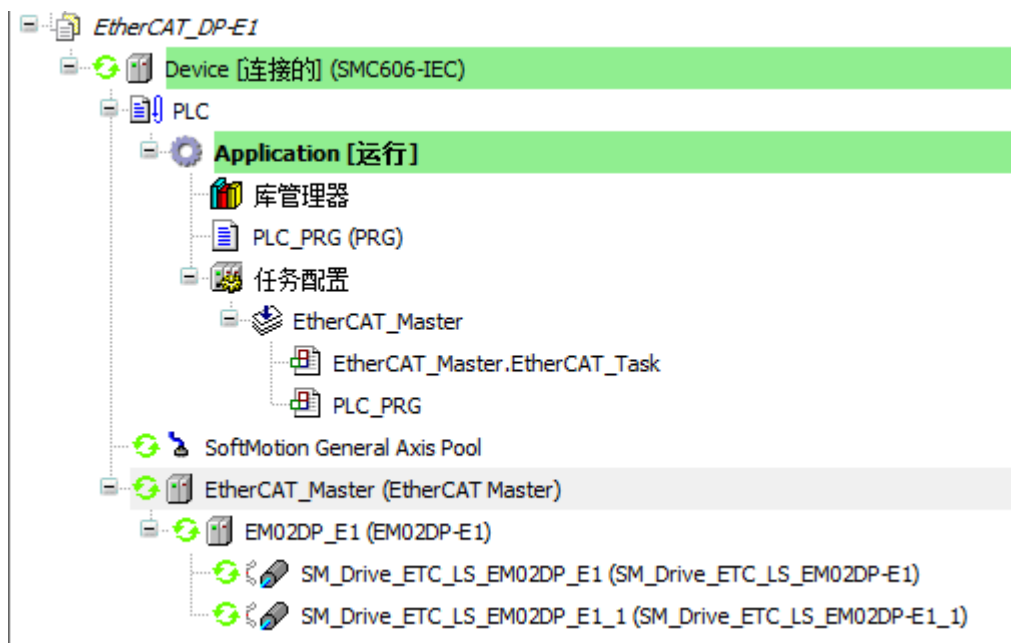 EtherCAT_DP-E1
Device [连接的] (SMC606-IEC)
PLC
Application [运行]
库管理器
PLC_PRG (PRG)
任务配置
EtherCAT_Master
EtherCAT_Master.EtherCAT_Task
PLC_PRG
SoftMotion General Axis Pool
EtherCAT_Master (EtherCAT Master)
EM02DP_E1 (EM02DP-E1)
SM_Drive_ETC_LS_EM02DP_E1 (SM_Drive_ETC_LS_EM02DP-E1)
SM_Drive_ETC_LS_EM02DP_E1_1 (SM_Drive_ETC_LS_EM02DP-E1_1)